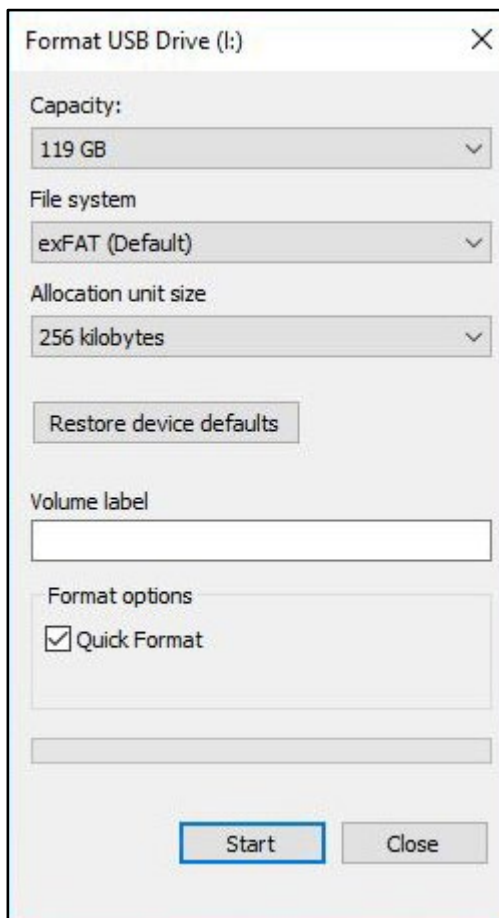 Format USB Drive (I:)
Capacity:
119 GB
File system
exFAT (Default)
Allocation unit size
256 kilobytes
Restore device defaults
Volume label
Format options
Quick Format
Start Close